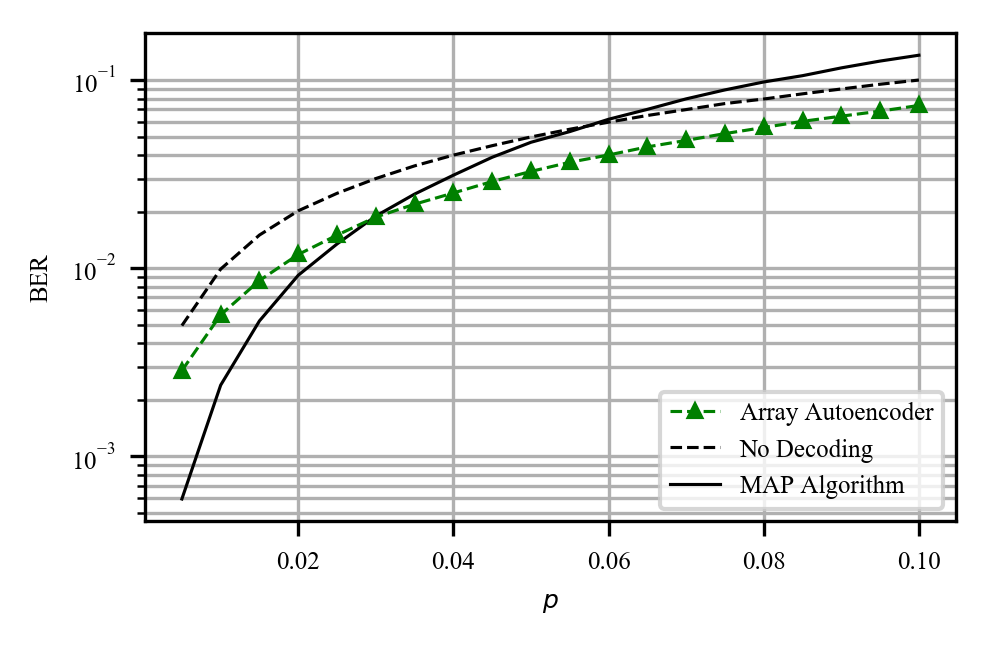 BER
10⁻¹
10⁻²
10⁻³
Array Autoencoder
No Decoding
MAP Algorithm
0.02 0.04 0.06 0.08 0.10
p